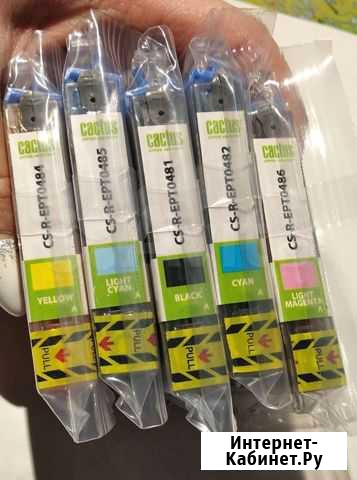 cactus
CS-R-EPT0484
YELLOW
A
PULL
cactus
CS-R-EPT0485
LIGHT
CYAN
A
PULL
cactus
CS-R-EPT0481
BLACK
A
PULL
cactus
CS-R-EPT0482
CYAN
A
PULL
cactus
CS-R-EPT0486
LIGHT
MAGENTA
A
PULL
Интернет-
Кабинет.Ру